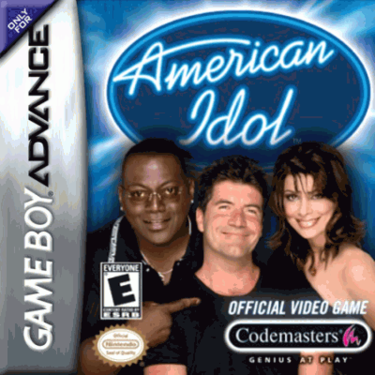 ONLY
FOR
GAME BOY ADVANCE
American
Idol
EVERYONE
E
ESRB
Official
Nintendo
Seal of Quality
OFFICIAL VIDEO GAME
Codemasters
GENIUS AT PLAY